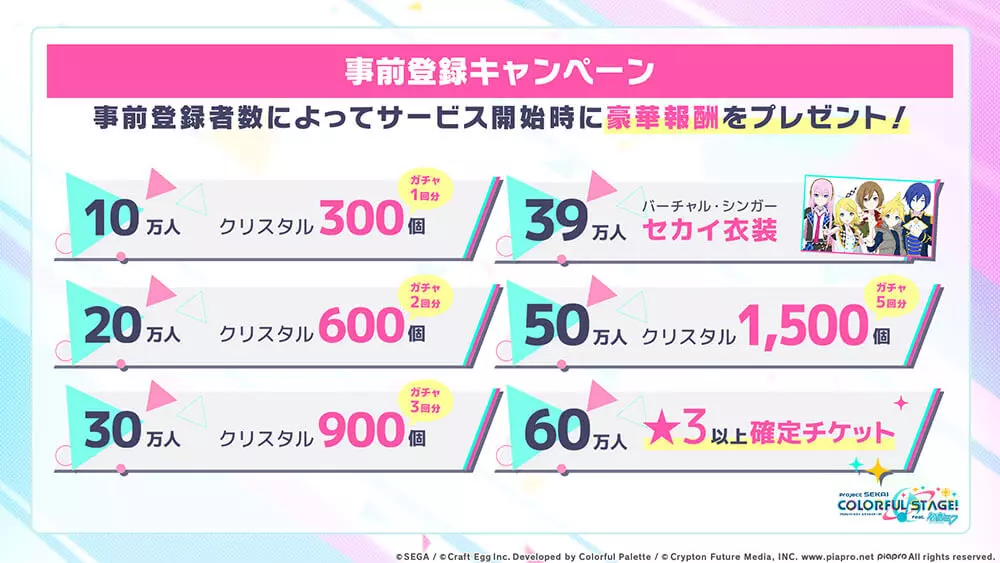 事前登録キャンペーン
事前登録者数によってサービス開始時に豪華報酬をプレゼント!
ガチャ
1回分
10万人 クリスタル300個
ガチャ
2回分
20万人 クリスタル600個
ガチャ
3回分
30万人 クリスタル900個
バーチャル・シンガー
39万人 セカイ衣装
ガチャ
5回分
50万人 クリスタル1,500個
60万人 ★3以上確定チケット
Project SEKAI
COLORFUL STAGE!
feat. 初音ミク
©SEGA / ©Craft Egg Inc. Developed by Colorful Palette / ©Crypton Future Media, INC. www.piapro.net piapro All rights reserved.